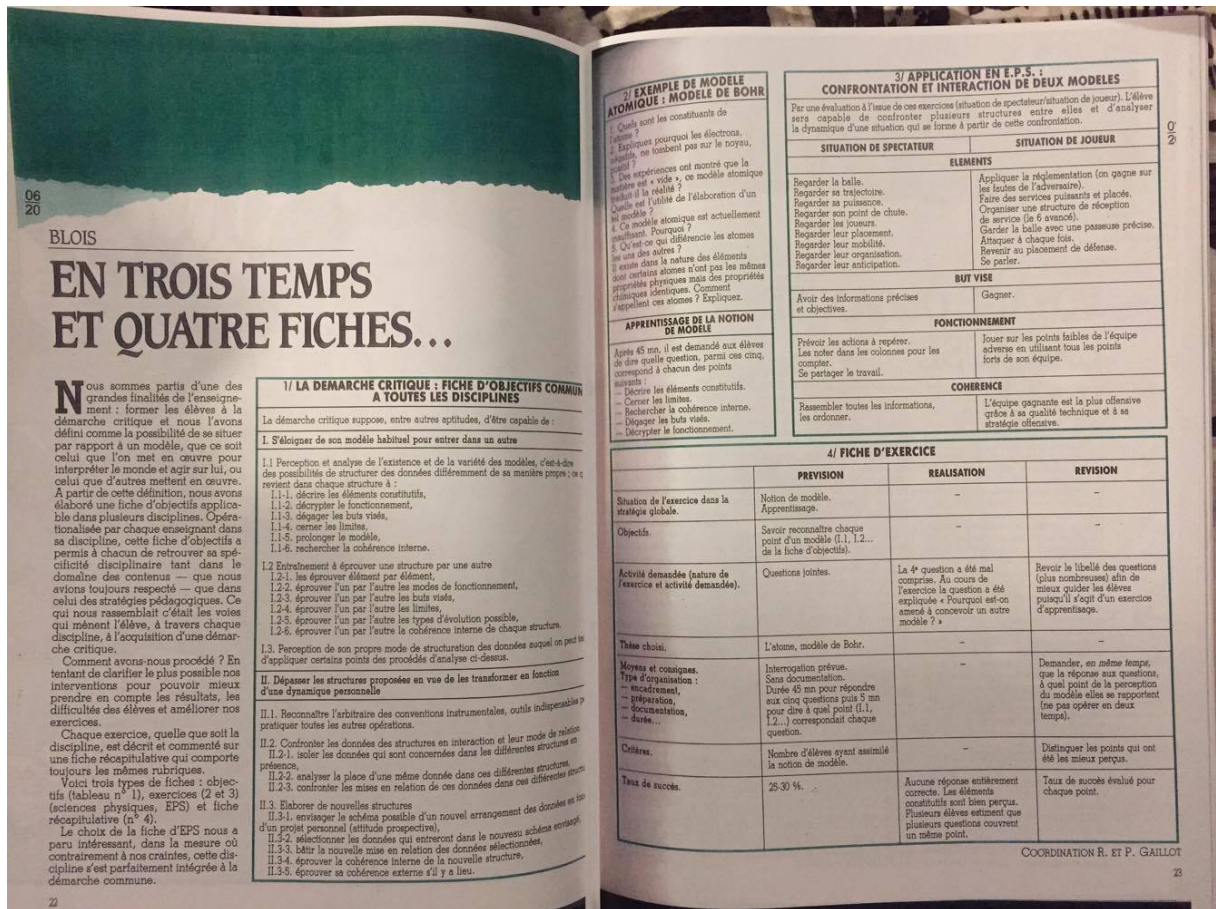 06
20
BLOIS
EN TROIS TEMPS
ET QUATRE FICHES...
Nous sommes partis d'une des
grandes finalités de l'enseigne-
ment : former les élèves à la
démarche critique et nous l'avons
défini comme la possibilité de se situer
par rapport à un modèle, que ce soit
celui que l'on met en œuvre pour
interpréter le monde et agir sur lui, ou
celui que d'autres mettent en œuvre.
A partir de cette définition, nous avons
élaboré une fiche d'objectifs applica-
ble dans plusieurs disciplines. Opéra-
tionalisée par chaque enseignant dans
sa discipline, cette fiche d'objectifs a
permis à chacun de retrouver sa spé-
cificité disciplinaire tant dans le
domaine des contenus — que nous
avions toujours respecté — que dans
celui des stratégies pédagogiques. Ce
qui nous rassemblait c'était les voies
qui mènent l'élève, à travers chaque
discipline, à l'acquisition d'une démar-
che critique.
Comment avons-nous procédé ? En
tentant de clarifier le plus possible nos
interventions pour pouvoir mieux
prendre en compte les résultats, les
difficultés des élèves et améliorer nos
exercices.
Chaque exercice, quelle que soit la
discipline, est décrit et commenté sur
une fiche récapitulative qui comporte
toujours les mêmes rubriques.
Voici trois types de fiches : objec-
tifs (tableau n° 1), exercices (2 et 3)
(sciences physiques, EPS) et fiche
récapitulative (n° 4).
Le choix de la fiche d'EPS nous a
paru intéressant, dans la mesure où
contrairement à nos craintes, cette dis-
cipline s'est parfaitement intégrée à la
démarche commune.
22
1/ LA DEMARCHE CRITIQUE : FICHE D'OBJECTIFS COMMUN
A TOUTES LES DISCIPLINES
La démarche critique suppose, entre autres aptitudes, d'être capable de :
I. S'éloigner de son modèle habituel pour entrer dans un autre
I.1 Perception et analyse de l'existence et de la variété des modèles, c'est-à-dire
des possibilités de structurer des données différemment de sa manière propre ; ce q
revient dans chaque structure à :
I.1-1. décrire les éléments constitutifs,
I.1-2. décrypter le fonctionnement,
I.1-3. dégager les buts visés,
I.1-4. cerner les limites,
I.1-5. prolonger le modèle,
I.1-6. rechercher la cohérence interne.
I.2 Entraînement à éprouver une structure par une autre
I.2-1. les éprouver élément par élément,
I.2-2. éprouver l'un par l'autre les modes de fonctionnement,
I.2-3. éprouver l'un par l'autre les buts visés,
I.2-4. éprouver l'un par l'autre les limites,
I.2-5. éprouver l'un par l'autre les types d'évolution possible,
I.2-6. éprouver l'un par l'autre la cohérence interne de chaque structure.
I.3. Perception de son propre mode de structuration des données auquel on peut
d'appliquer certains points des procédés d'analyse ci-dessus.
II. Dépasser les structures proposées en vue de les transformer en fonction
d'une dynamique personnelle
II.1. Reconnaître l'arbitraire des conventions instrumentales, outils indispensables p
pratiquer toutes les autres opérations.
II.2. Confronter les données des structures en interaction et leur mode de relation
II.2-1. isoler les données qui sont concernées dans les différentes structures en
présence,
II.2-2. analyser la place d'une même donnée dans ces différentes structures,
II.2-3. confronter les mises en relation de ces données dans ces différentes structu
II.3. Elaborer de nouvelles structures
II.3-1. envisager le schéma possible d'un nouvel arrangement des données en fonc
d'un projet personnel (attitude prospective),
II.3-2. sélectionner les données qui entreront dans le nouveau schéma envisagé,
II.3-3. bâtir la nouvelle mise en relation des données sélectionnées,
II.3-4. éprouver la cohérence interne de la nouvelle structure,
II.3-5. éprouver sa cohérence externe s'il y a lieu.
2/ EXEMPLE DE MODELE
ATOMIQUE : MODELE DE BOHR
1. Quels sont les constituants de
l'atome ?
2. Expliques pourquoi les électrons,
négatifs, ne tombent pas sur le noyau,
positif ?
3. Des expériences ont montré que la
matière est « vide », ce modèle atomique
traduit-il la réalité ?
Quelle est l'utilité de l'élaboration d'un
tel modèle ?
4. Ce modèle atomique est actuellement
insuffisant. Pourquoi ?
5. Qu'est-ce qui différencie les atomes
les uns des autres ?
Il existe dans la nature des éléments
dont certains atomes n'ont pas les mêmes
propriétés physiques mais des propriétés
chimiques identiques. Comment
s'appellent ces atomes ? Expliquez.
APPRENTISSAGE DE LA NOTION
DE MODELE
Après 45 mn, il est demandé aux élèves
de dire quelle question, parmi ces cinq,
correspond à chacun des points
suivants :
— Décrire les éléments constitutifs.
— Cerner les limites.
— Rechercher la cohérence interne.
— Dégager les buts visés.
— Décrypter le fonctionnement.
3/ APPLICATION EN E.P.S. :
CONFRONTATION ET INTERACTION DE DEUX MODELES
Par une évaluation à l'issue de ces exercices (situation de spectateur/situation de joueur). L'élève
sera capable de confronter plusieurs structures entre elles et d'analyser
la dynamique d'une situation qui se forme à partir de cette confrontation.
SITUATION DE SPECTATEUR
SITUATION DE JOUEUR
ELEMENTS
Regarder la balle.
Regarder sa trajectoire.
Regarder sa puissance.
Regarder son point de chute.
Regarder les joueurs.
Regarder leur placement.
Regarder leur mobilité.
Regarder leur organisation.
Regarder leur anticipation.
Appliquer la réglementation (on gagne sur
les fautes de l'adversaire).
Faire des services puissants et placés.
Organiser une structure de réception
de service (le 6 avancé).
Garder la balle avec une passeuse précise.
Attaquer à chaque fois.
Revenir au placement de défense.
Se parler.
BUT VISE
Avoir des informations précises
et objectives.
Gagner.
FONCTIONNEMENT
Prévoir les actions à repérer.
Les noter dans les colonnes pour les
compter.
Se partager le travail.
Jouer sur les points faibles de l'équipe
adverse en utilisant tous les points
forts de son équipe.
COHERENCE
Rassembler toutes les informations,
les ordonner.
L'équipe gagnante est la plus offensive
grâce à sa qualité technique et à sa
stratégie offensive.
4/ FICHE D'EXERCICE
PREVISION
REALISATION
REVISION
Situation de l'exercice dans la
stratégie globale.
Notion de modèle.
Apprentissage.
–
–
Objectifs.
Savoir reconnaître chaque
point d'un modèle (I.1, I.2...
de la fiche d'objectifs).
–
–
Activité demandée (nature de
l'exercice et activité demandée).
Questions jointes.
La 4e question a été mal
comprise. Au cours de
l'exercice la question a été
expliquée « Pourquoi est-on
amené à concevoir un autre
modèle ? »
Revoir le libellé des questions
(plus nombreuses) afin de
mieux guider les élèves
puisqu'il s'agit d'un exercice
d'apprentisage.
Thèse choisi.
L'atome, modèle de Bohr.
–
–
Moyens et consignes.
Type d'organisation :
— encadrement,
— préparation,
— documentation,
— durée...
Interrogation prévue.
Sans documentation.
Durée 45 mn pour répondre
aux cinq questions puis 5 mn
pour dire à quel point (I.1,
I.2...) correspondait chaque
question.
–
Demander, en même temps,
que la réponse aux questions,
à quel point de la perception
du modèle elles se rapportent
(ne pas opérer en deux
temps).
Critères.
Nombre d'élèves ayant assimilé
la notion de modèle.
–
Distinguer les points qui ont
été les mieux perçus.
Taux de succès.
25-30 %.
Aucune réponse entièrement
correcte. Les éléments
constitutifs sont bien perçus.
Plusieurs élèves estiment que
plusieurs questions couvrent
un même point.
Taux de succès évalué pour
chaque point.
COORDINATION R. ET P. GAILLOT
23